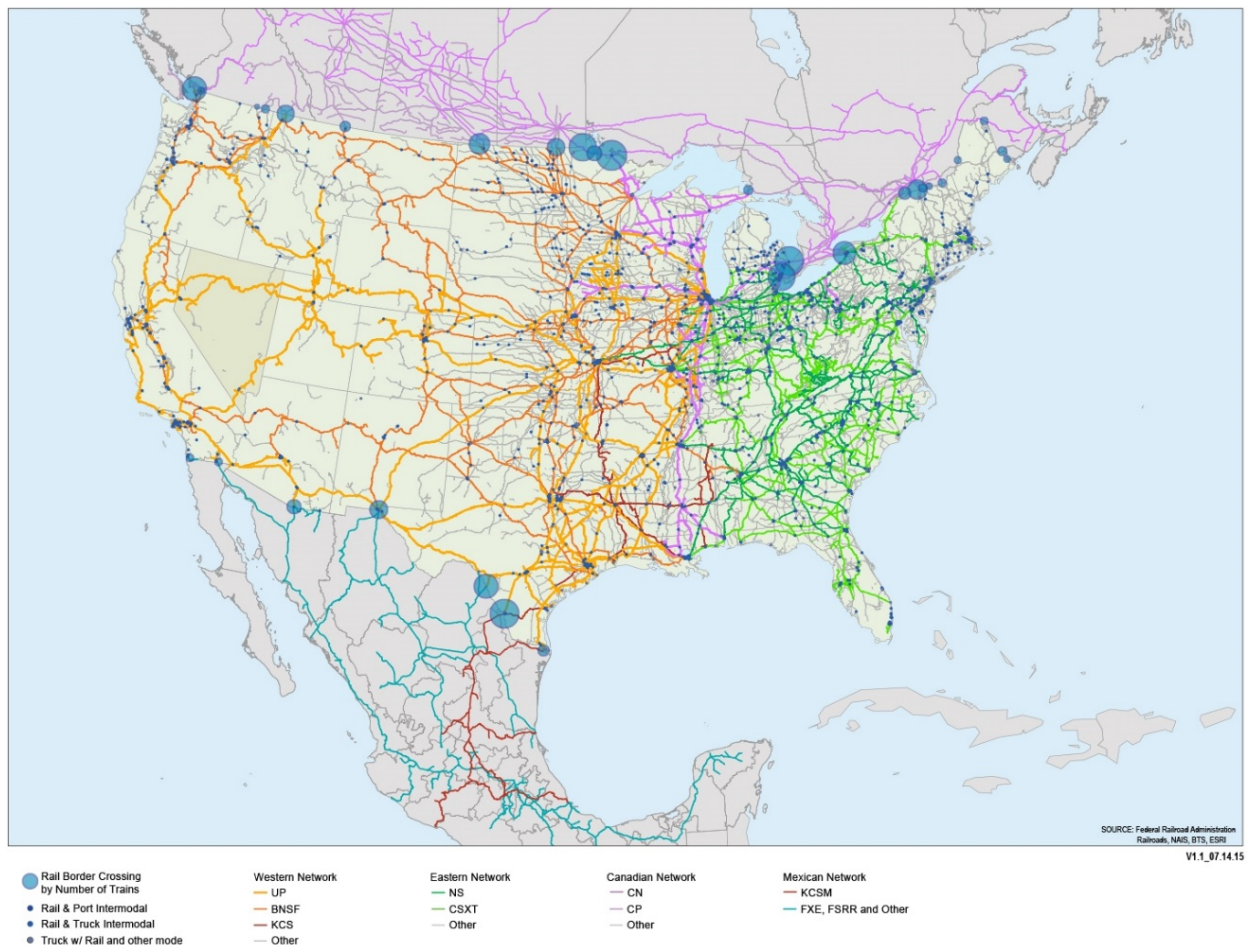 SOURCE: Federal Railroad Administration
Railroads, NAIS, BTS, ESRI
V1.1_07.14.15
Rail Border Crossing
by Number of Trains
Rail & Port Intermodal
Rail & Truck Intermodal
Truck w/ Rail and other mode
Western Network
UP
BNSF
KCS
Other
Eastern Network
NS
CSXT
Other
Canadian Network
CN
CP
Other
Mexican Network
KCSM
FXE, FSRR and Other